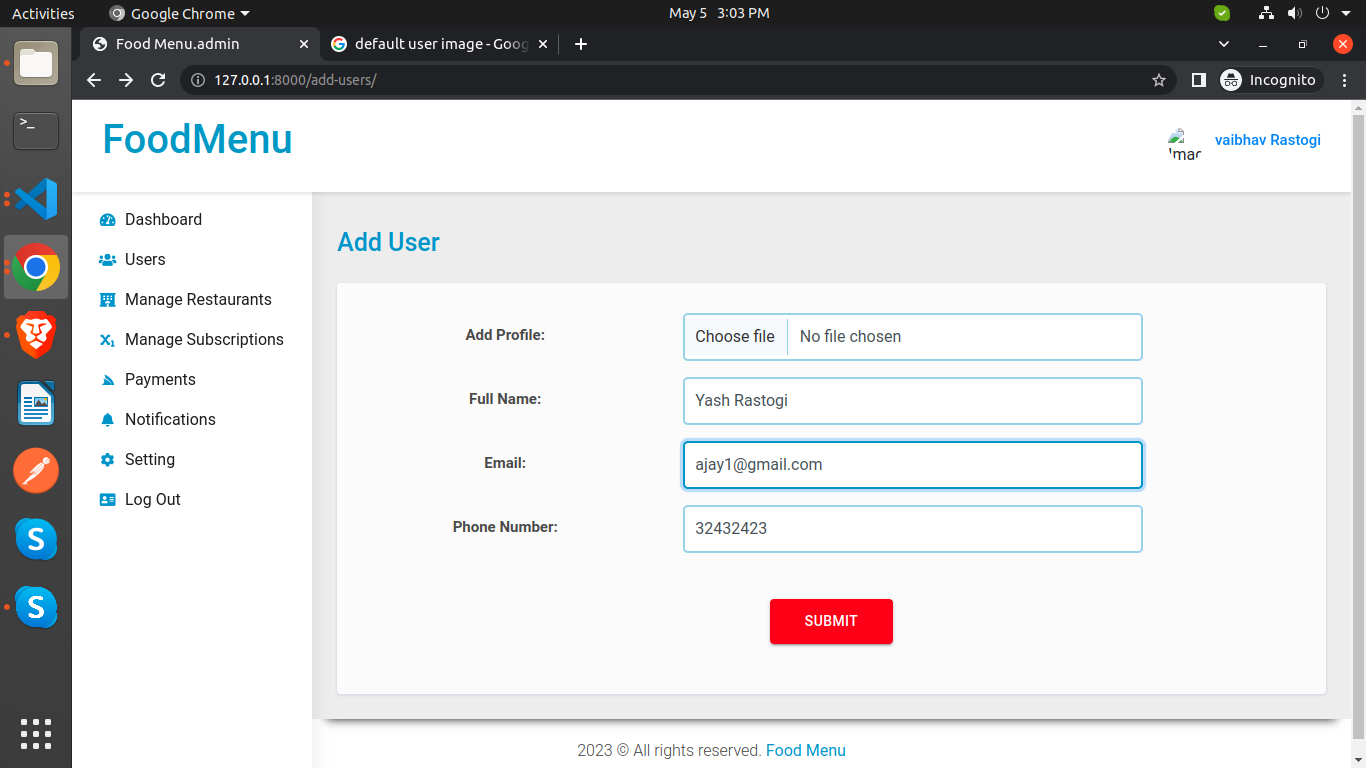 Activities Google Chrome May 5 3:03 PM
Food Menu.admin default user image - Goog
127.0.0.1:8000/add-users/ Incognito
FoodMenu
vaibhav Rastogi
Dashboard
Users
Manage Restaurants
Manage Subscriptions
Payments
Notifications
Setting
Log Out
Add User
Add Profile: Choose file No file chosen
Full Name: Yash Rastogi
Email: ajay1@gmail.com
Phone Number: 32432423
SUBMIT
2023 © All rights reserved. Food Menu